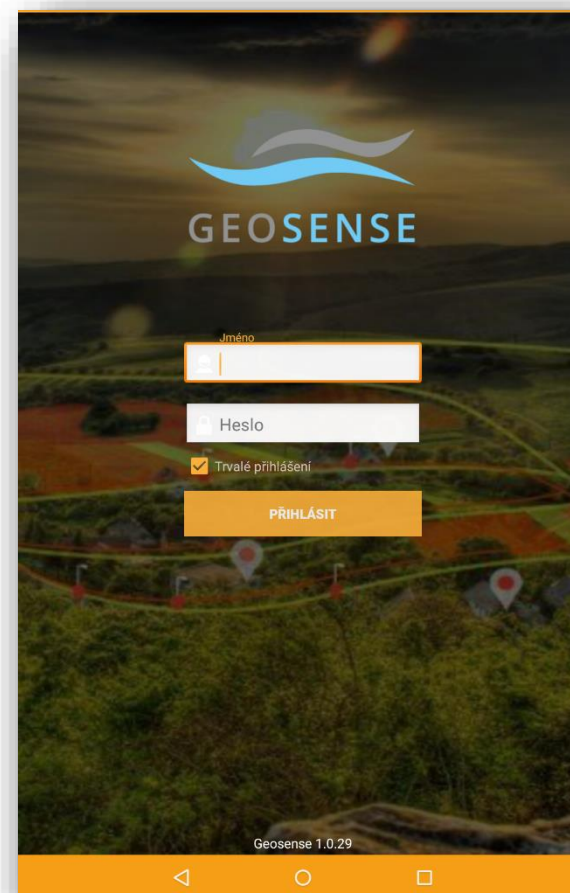 GEOSENSE
Jméno
Heslo
Trvalé přihlášení
PŘIHLÁSIT
Geosense 1.0.29